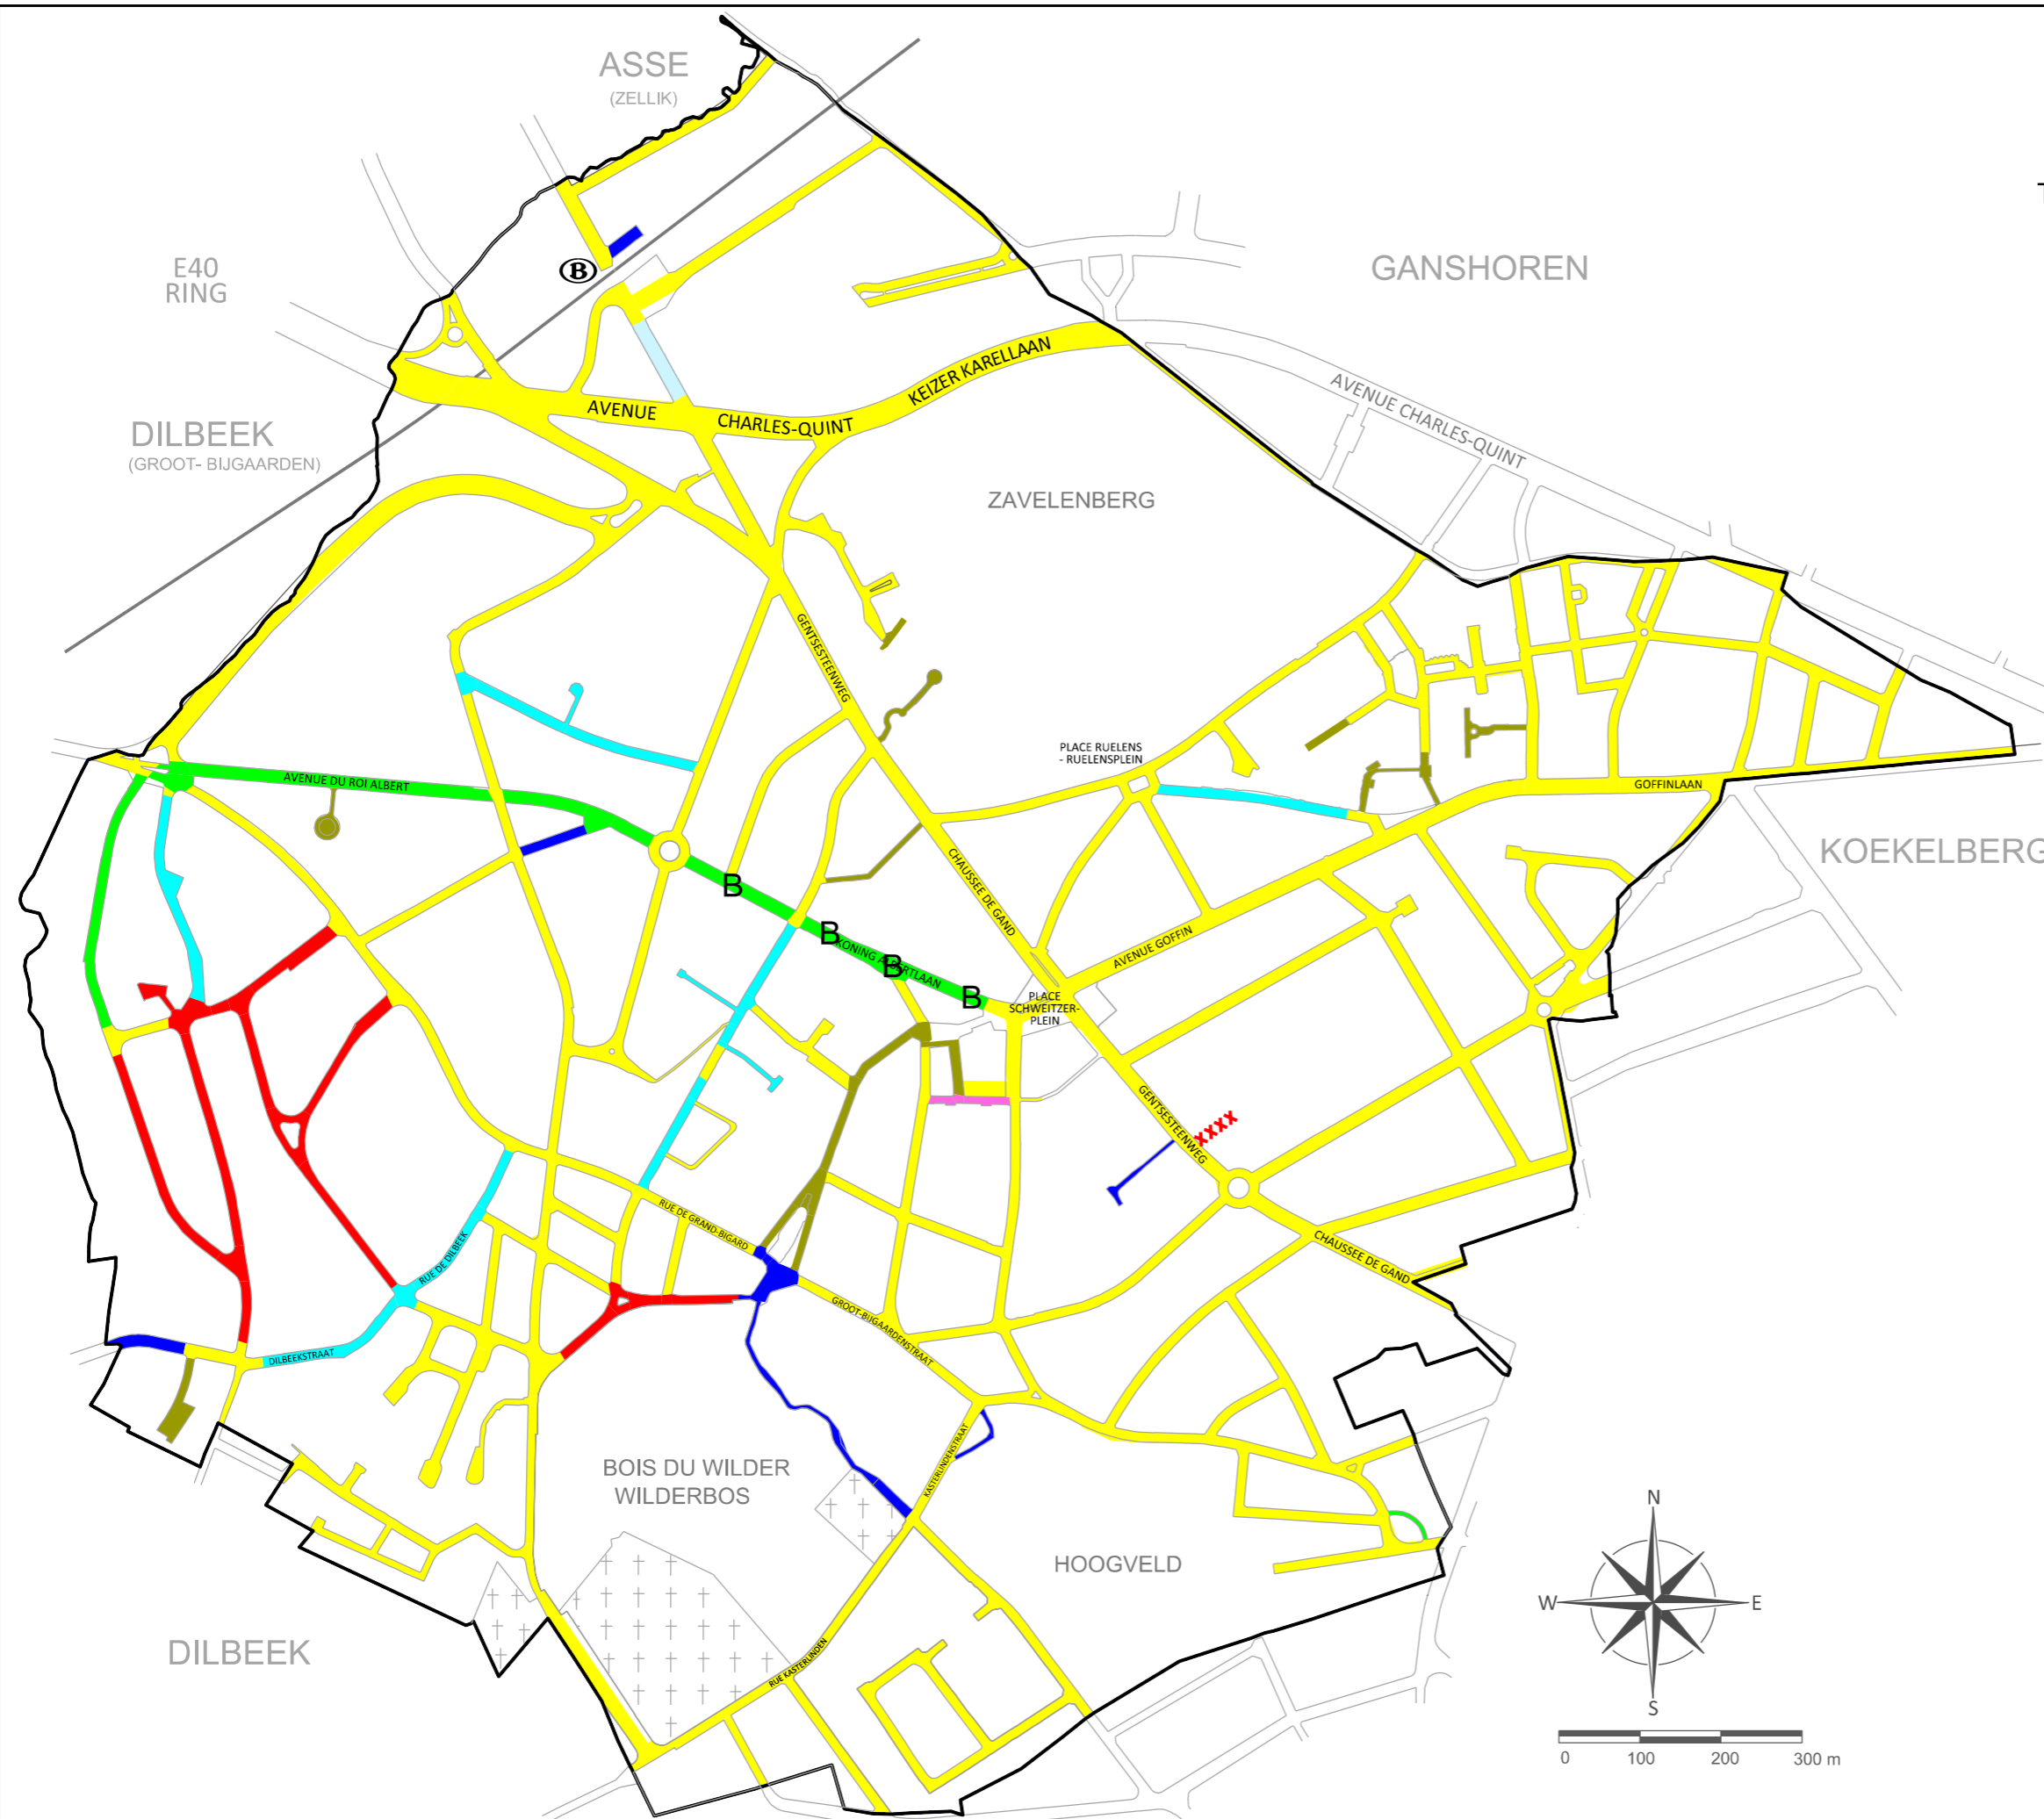 ASSE
(ZELLIK)
E40
RING
B
GANSHOREN
DILBEEK
(GROOT- BIJGAARDEN)
AVENUE
CHARLES-QUINT
KEIZER KARELLAAN
AVENUE CHARLES-QUINT
ZAVELENBERG
GENTSESTEENWEG
PLACE RUELENS
- RUELENSPLEIN
AVENUE DU ROI ALBERT
GOFFINLAAN
KOEKELBERG
CHAUSSEE DE GAND
B
B
KONING ALBERTLAAN
B
B
AVENUE GOFFIN
PLACE
SCHWEITZER-
PLEIN
GENTSESTEENWEG
XXXX
RUE DE GRAND-BIGARD
RUE DE DILBEEK
CHAUSSEE DE GAND
GROOT-BIJGAARDENSTRAAT
DILBEEKSTRAAT
KASTERLINDENSTRAAT
BOIS DU WILDER
WILDERBOS
HOOGVELD
RUE KASTERLINDEN
DILBEEK
N
W
E
S
0 100 200 300 m